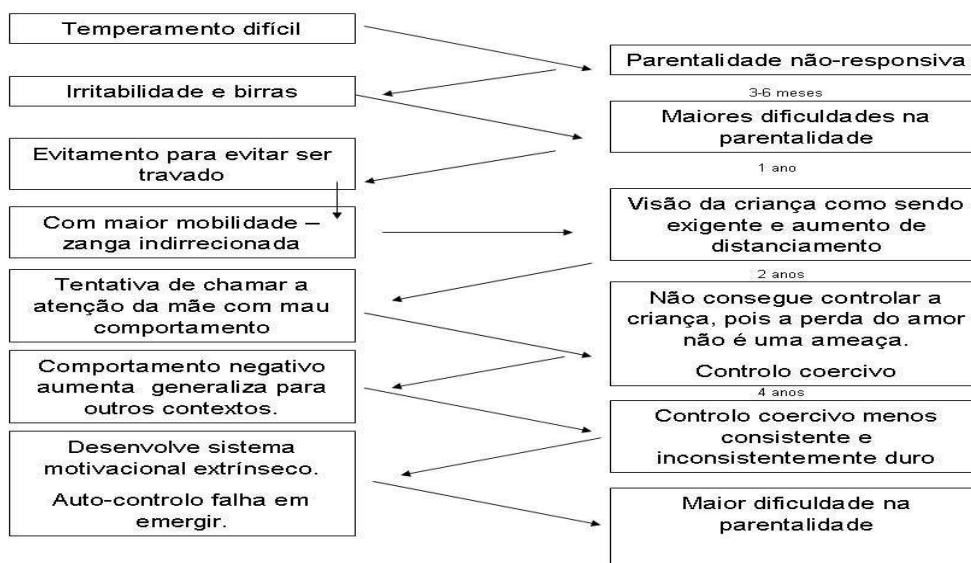 Temperamento difícil
Parentalidade não-responsiva
Irritabilidade e birras
3-6 meses
Maiores dificuldades na
parentalidade
Evitamento para evitar ser
travado
1 ano
Com maior mobilidade –
zanga indirrecionada
Visão da criança como sendo
exigente e aumento de
distanciamento
2 anos
Tentativa de chamar a
atenção da mãe com mau
comportamento
Não consegue controlar a
criança, pois a perda do amor
não é uma ameaça.
Controlo coercivo
Comportamento negativo
aumenta generaliza para
outros contextos.
4 anos
Controlo coercivo menos
consistente e
inconsistentemente duro
Desenvolve sistema
motivacional extrínseco.
Auto-controlo falha em
emergir.
Maior dificuldade na
parentalidade